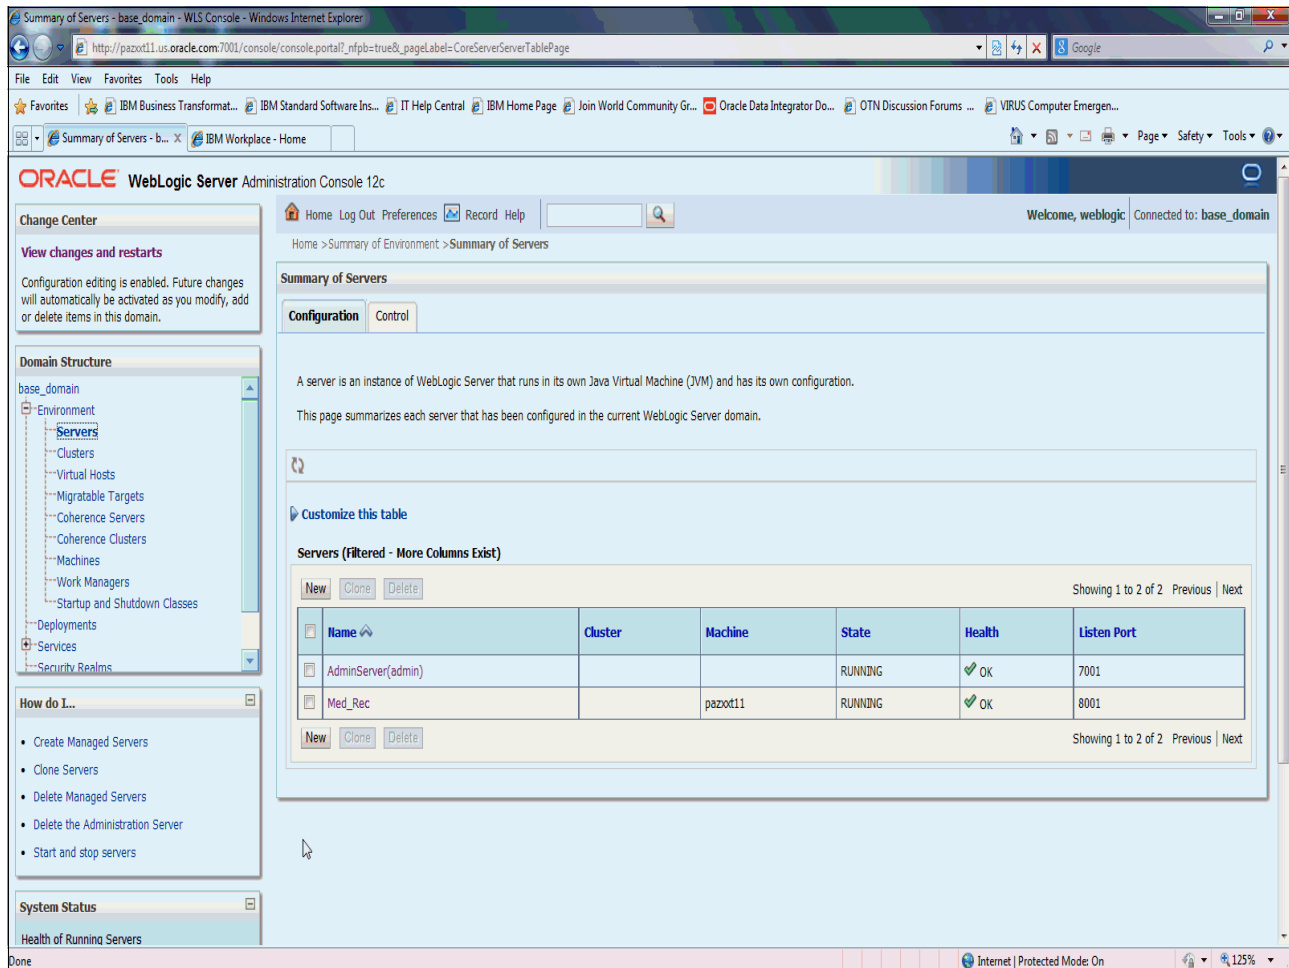 Summary of Servers - base_domain - WLS Console - Windows Internet Explorer
http://pazxxt11.us.oracle.com:7001/console/console.portal?_nfpb=true&_pageLabel=CoreServerServerTablePage
Google
File Edit View Favorites Tools Help
Favorites IBM Business Transformat... IBM Standard Software Ins... IT Help Central IBM Home Page Join World Community Gr... Oracle Data Integrator Do... OTN Discussion Forums ... VIRUS Computer Emergen...
Summary of Servers - b... X IBM Workplace - Home
Page Safety Tools
ORACLE WebLogic Server Administration Console 12c
Change Center
View changes and restarts
Configuration editing is enabled. Future changes
will automatically be activated as you modify, add
or delete items in this domain.
Domain Structure
base_domain
Environment
Servers
Clusters
Virtual Hosts
Migratable Targets
Coherence Servers
Coherence Clusters
Machines
Work Managers
Startup and Shutdown Classes
Deployments
Services
Security Realms
How do I...
• Create Managed Servers
• Clone Servers
• Delete Managed Servers
• Delete the Administration Server
• Start and stop servers
System Status
Health of Running Servers
Home Log Out Preferences Record Help
Welcome, weblogic Connected to: base_domain
Home >Summary of Environment >Summary of Servers
Summary of Servers
Configuration Control
A server is an instance of WebLogic Server that runs in its own Java Virtual Machine (JVM) and has its own configuration.
This page summarizes each server that has been configured in the current WebLogic Server domain.
Customize this table
Servers (Filtered - More Columns Exist)
New Clone Delete Showing 1 to 2 of 2 Previous | Next
Name Cluster Machine State Health Listen Port
AdminServer(admin) RUNNING OK 7001
Med_Rec pazxxt11 RUNNING OK 8001
New Clone Delete Showing 1 to 2 of 2 Previous | Next
Done
Internet | Protected Mode: On
125%